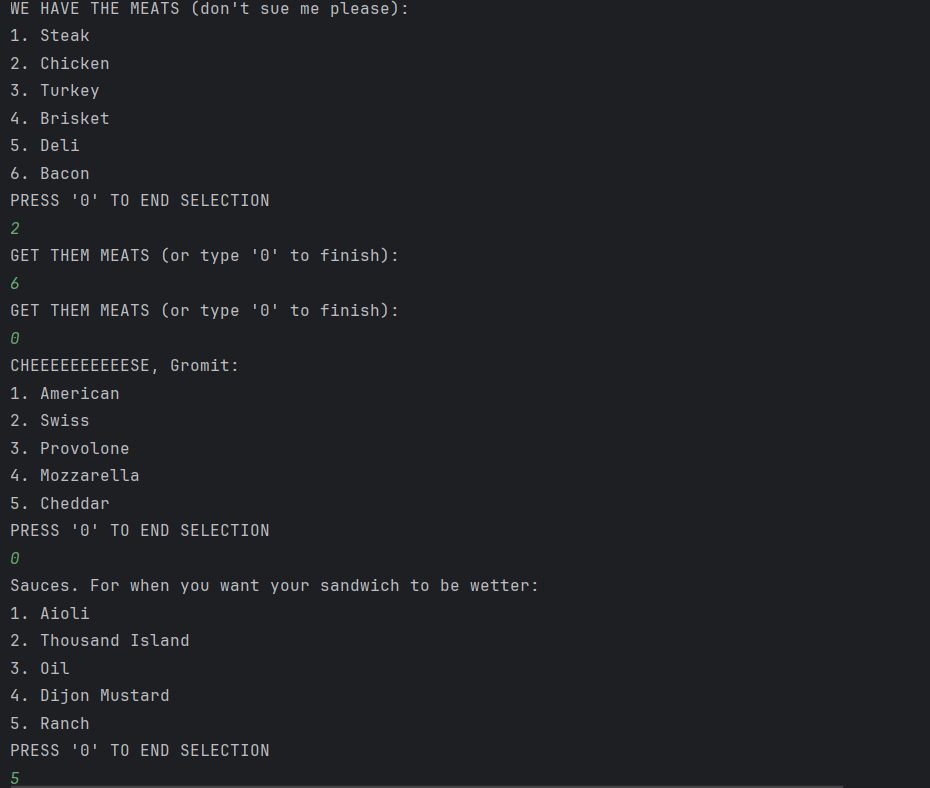 WE HAVE THE MEATS (don't sue me please):
1. Steak
2. Chicken
3. Turkey
4. Brisket
5. Deli
6. Bacon
PRESS '0' TO END SELECTION
2
GET THEM MEATS (or type '0' to finish):
6
GET THEM MEATS (or type '0' to finish):
0
CHEEEEEEEEEESE, Gromit:
1. American
2. Swiss
3. Provolone
4. Mozzarella
5. Cheddar
PRESS '0' TO END SELECTION
0
Sauces. For when you want your sandwich to be wetter:
1. Aioli
2. Thousand Island
3. Oil
4. Dijon Mustard
5. Ranch
PRESS '0' TO END SELECTION
5